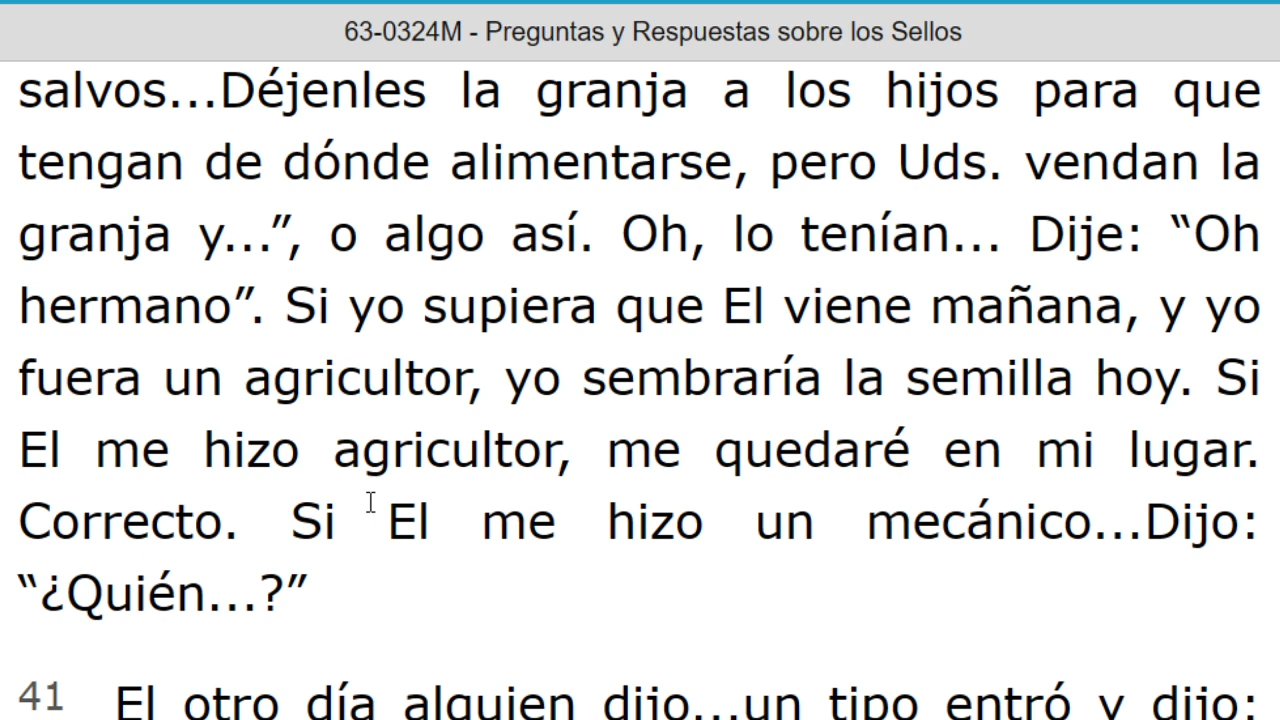 63-0324M - Preguntas y Respuestas sobre los Sellos
salvos...Déjenles la granja a los hijos para que
tengan de dónde alimentarse, pero Uds. vendan la
granja y...”, o algo así. Oh, lo tenían... Dije: “Oh
hermano”. Si yo supiera que El viene mañana, y yo
fuera un agricultor, yo sembraría la semilla hoy. Si
El me hizo agricultor, me quedaré en mi lugar.
Correcto. Si El me hizo un mecánico...Dijo:
“¿Quién...?”
41 El otro día alguien dijo...un tipo entró y dijo: